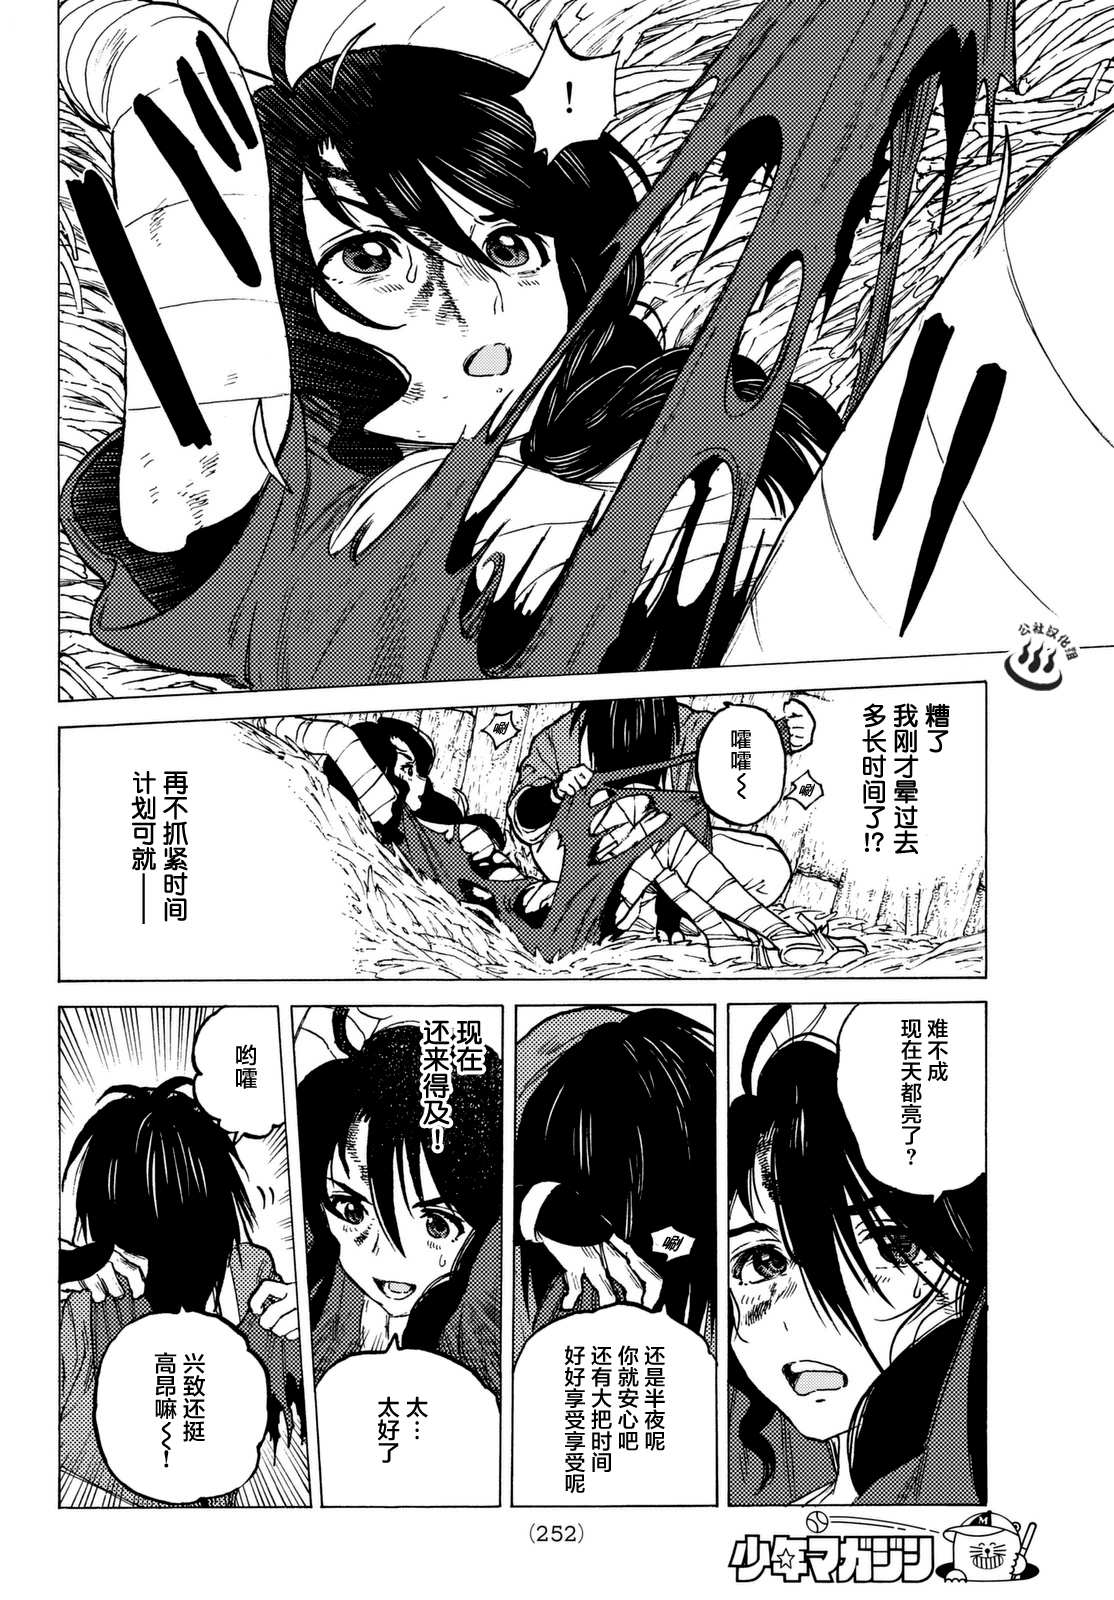 !
公社汉化组
糟了
我刚才晕过去
多长时间了!?
嚯嚯～
唰
唰
再不抓紧时间
计划可就——
难不成
现在天都亮了?
唰
还是半夜呢
你就安心吧
还有大把时间
好好享受享受呢
现在
还来得及!
太…
太好了
哟嚯
兴致还挺
高昂嘛～!
(252)
少年マガジン
M